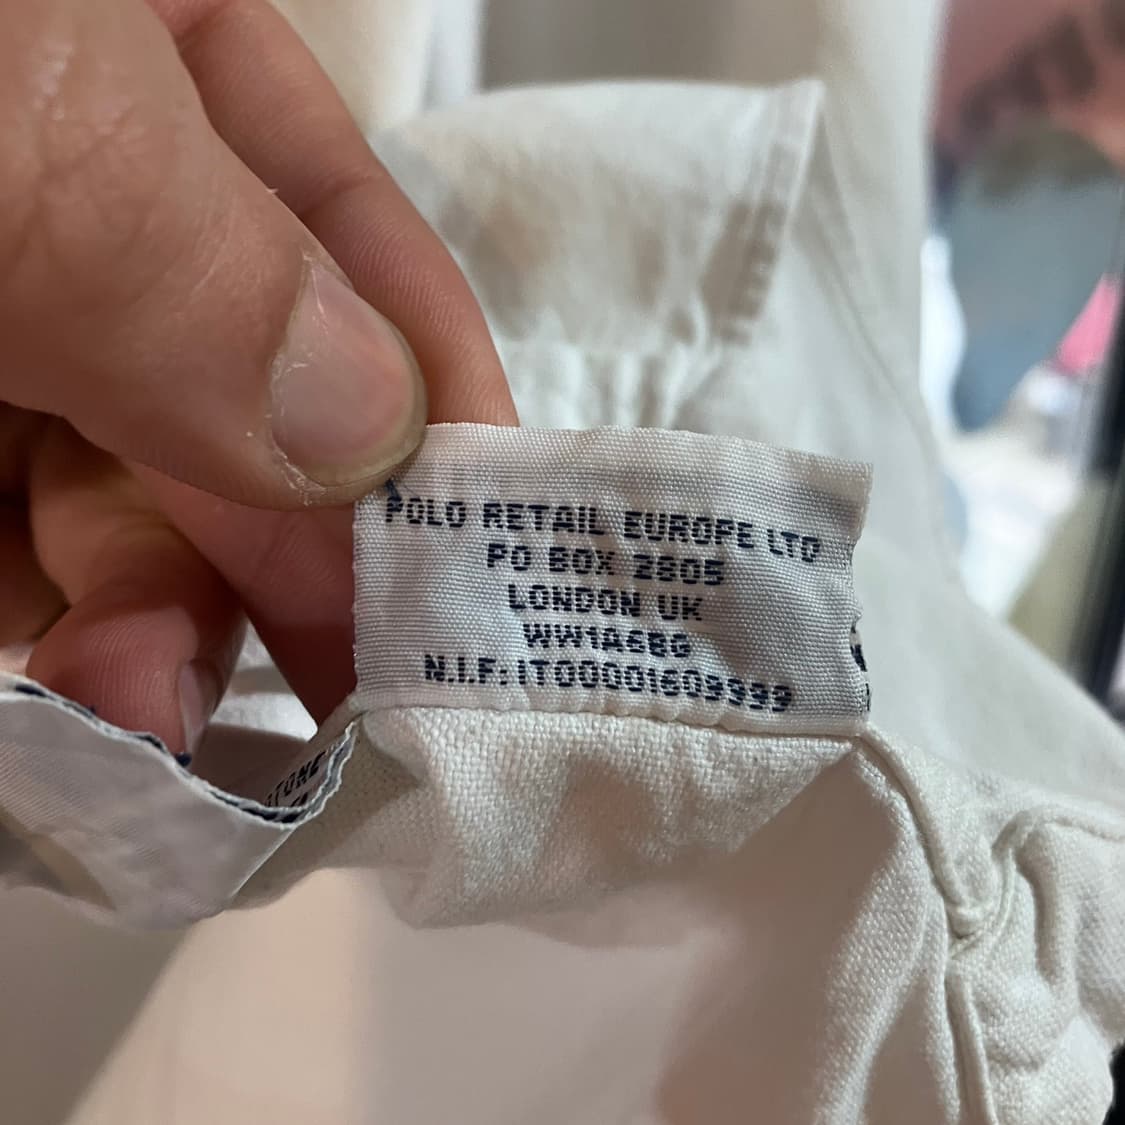 POLO RETAIL EUROPE LTD
PO BOX 2805
LONDON UK
WW1A6BG
N.I.F:IT00001609999